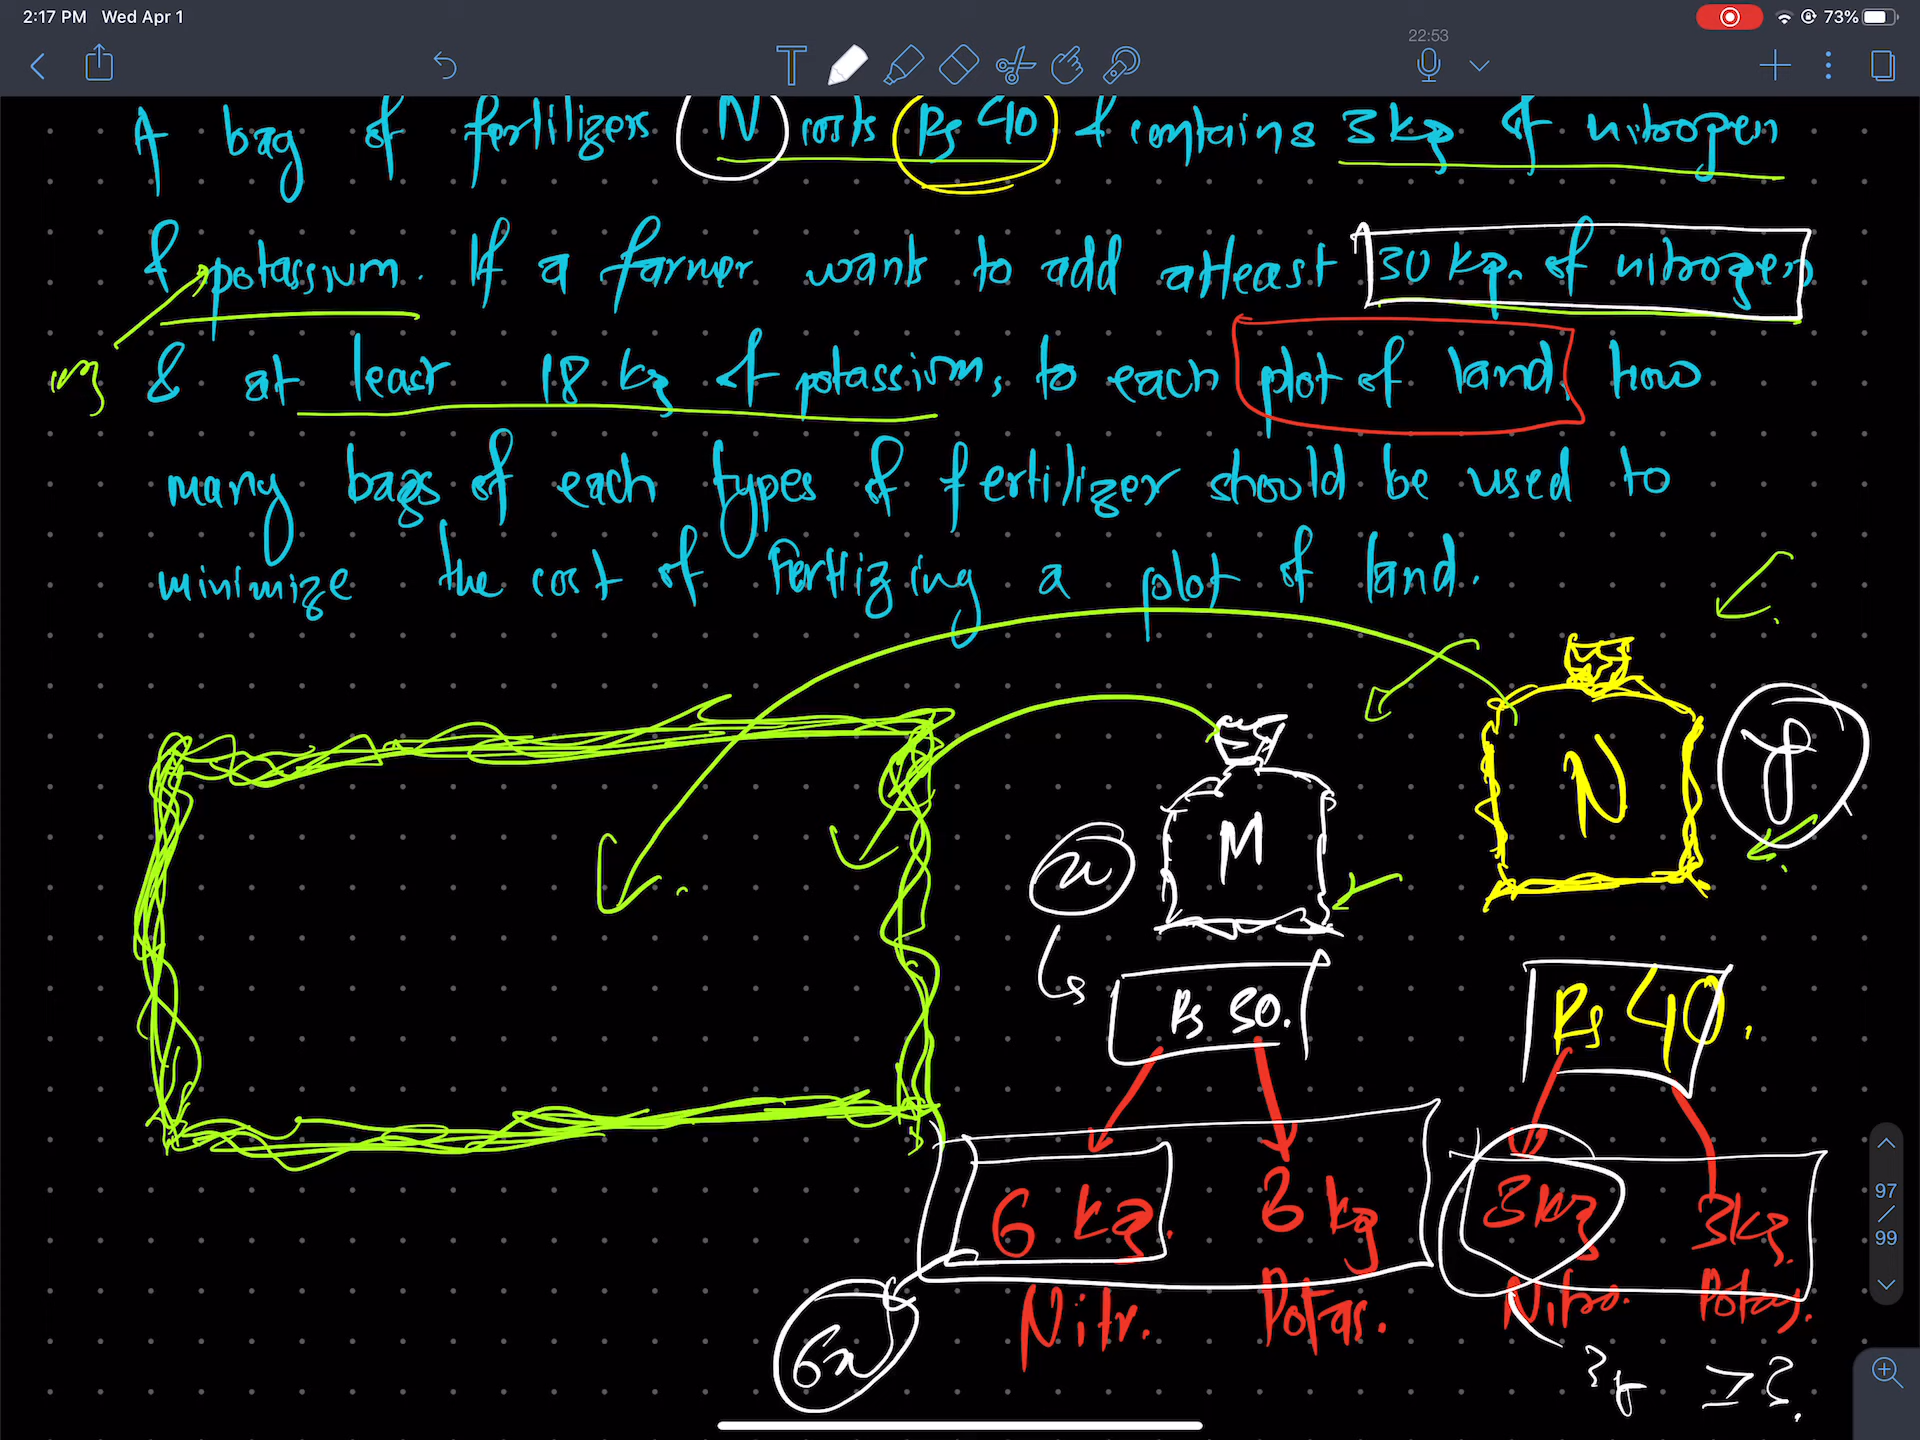 2:17 PM Wed Apr 1
73%
22:53
A bag of fertilizers N costs Rs 40 & contains 3kg of nitrogen
& potassium. If a farmer wants to add atleast 30 kg. of nitrogen
& at least 18 kg of potassium, to each plot of land, how
many bags of each types of fertilizer should be used to
minimize the cost of Fertlizing a plot of land.
N
y
M
x
Rs 30.
Rs 40.
6 kg. 3 kg 3kg 3kg.
Nitr. Potas. Nitro. Potas.
6x
3y ≥ ?
97
/
99